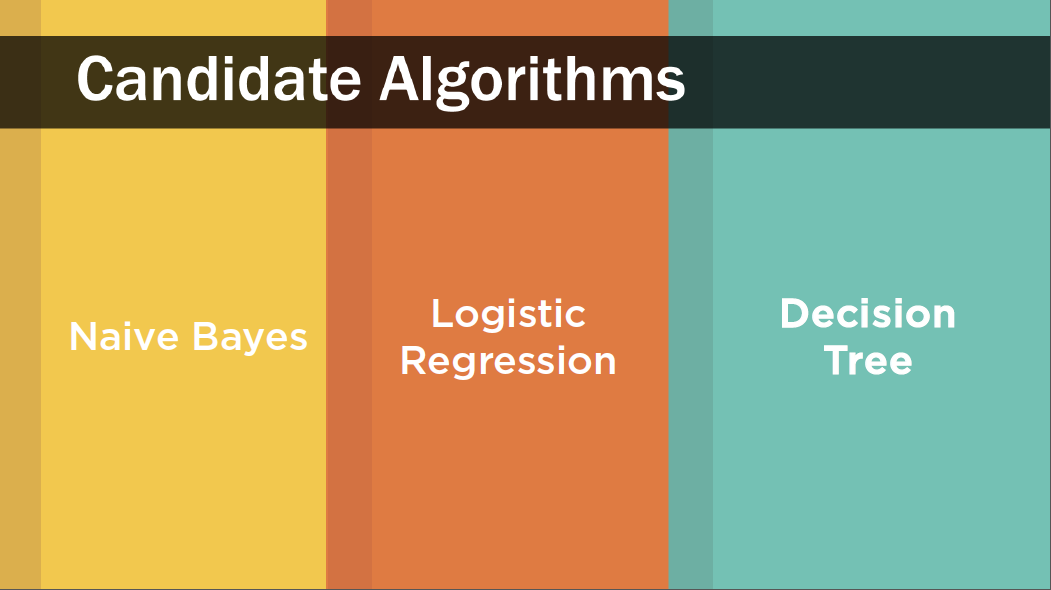 Candidate Algorithms
Naive Bayes
Logistic
Regression
Decision
Tree